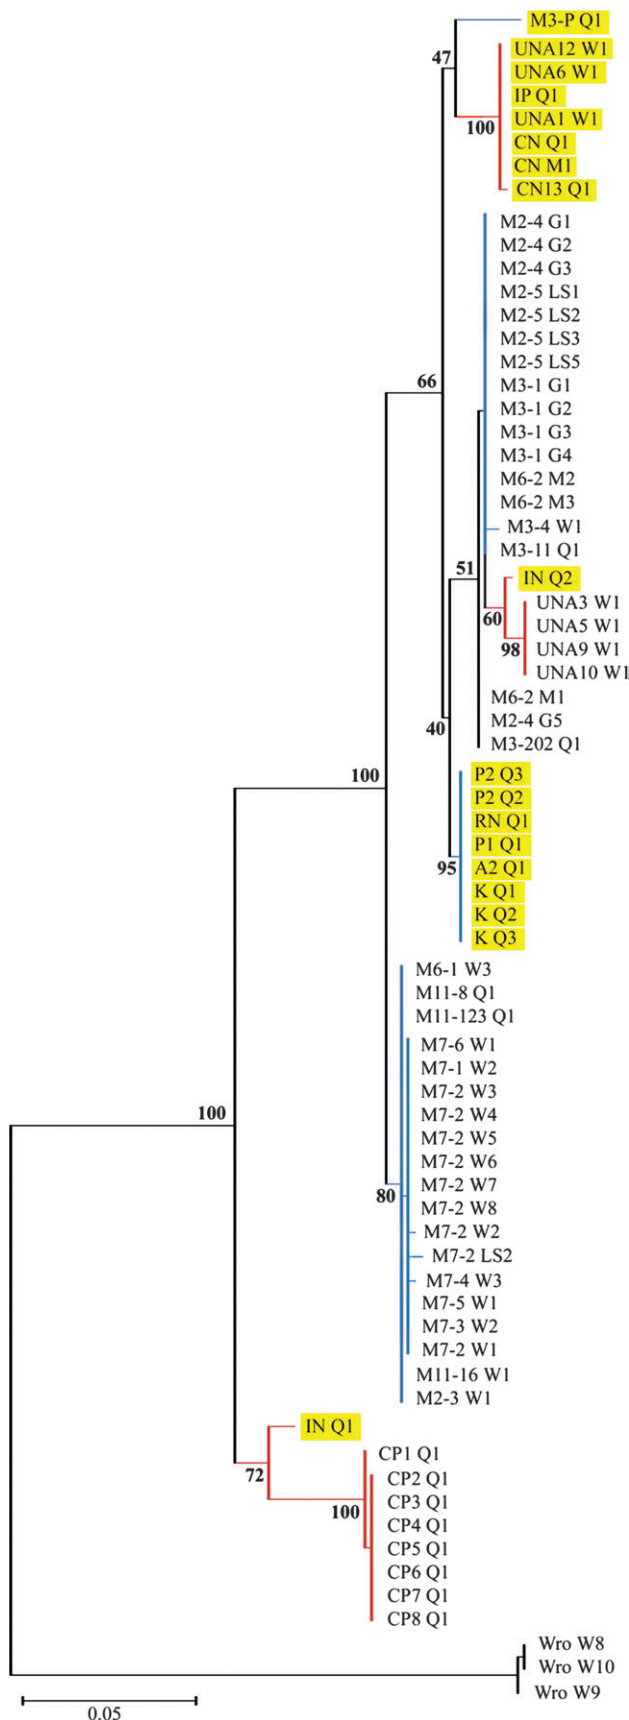 M3-P Q1
47
UNA12 W1
UNA6 W1
IP Q1
UNA1 W1
100
CN Q1
CN M1
CN13 Q1
M2-4 G1
M2-4 G2
M2-4 G3
M2-5 LS1
M2-5 LS2
M2-5 LS3
M2-5 LS5
66
M3-1 G1
M3-1 G2
M3-1 G3
M3-1 G4
M6-2 M2
M6-2 M3
M3-4 W1
M3-11 Q1
51
IN Q2
UNA3 W1
60
UNA5 W1
UNA9 W1
98
UNA10 W1
M6-2 M1
M2-4 G5
40
M3-202 Q1
100
P2 Q3
P2 Q2
RN Q1
P1 Q1
95
A2 Q1
K Q1
K Q2
K Q3
M6-1 W3
M11-8 Q1
M11-123 Q1
M7-6 W1
M7-1 W2
M7-2 W3
100
M7-2 W4
M7-2 W5
M7-2 W6
M7-2 W7
80
M7-2 W8
M7-2 W2
M7-2 LS2
M7-4 W3
M7-5 W1
M7-3 W2
M7-2 W1
M11-16 W1
M2-3 W1
IN Q1
CP1 Q1
72
CP2 Q1
CP3 Q1
100
CP4 Q1
CP5 Q1
CP6 Q1
CP7 Q1
CP8 Q1
Wro W8
Wro W10
Wro W9
0.05